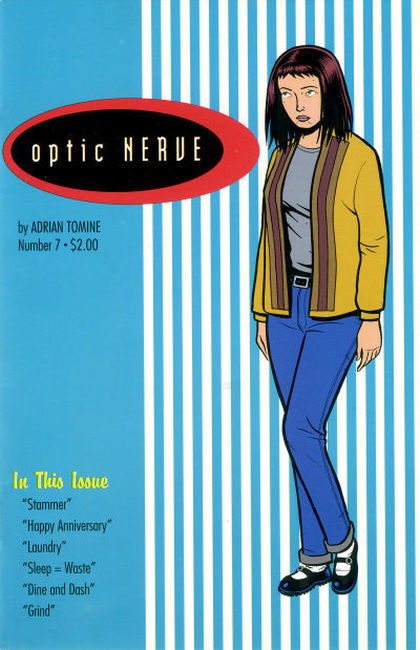 optic NERVE
by ADRIAN TOMINE
Number 7 • $2.00
In This Issue
"Stammer"
"Happy Anniversary"
"Laundry"
"Sleep = Waste"
"Dine and Dash"
"Grind"